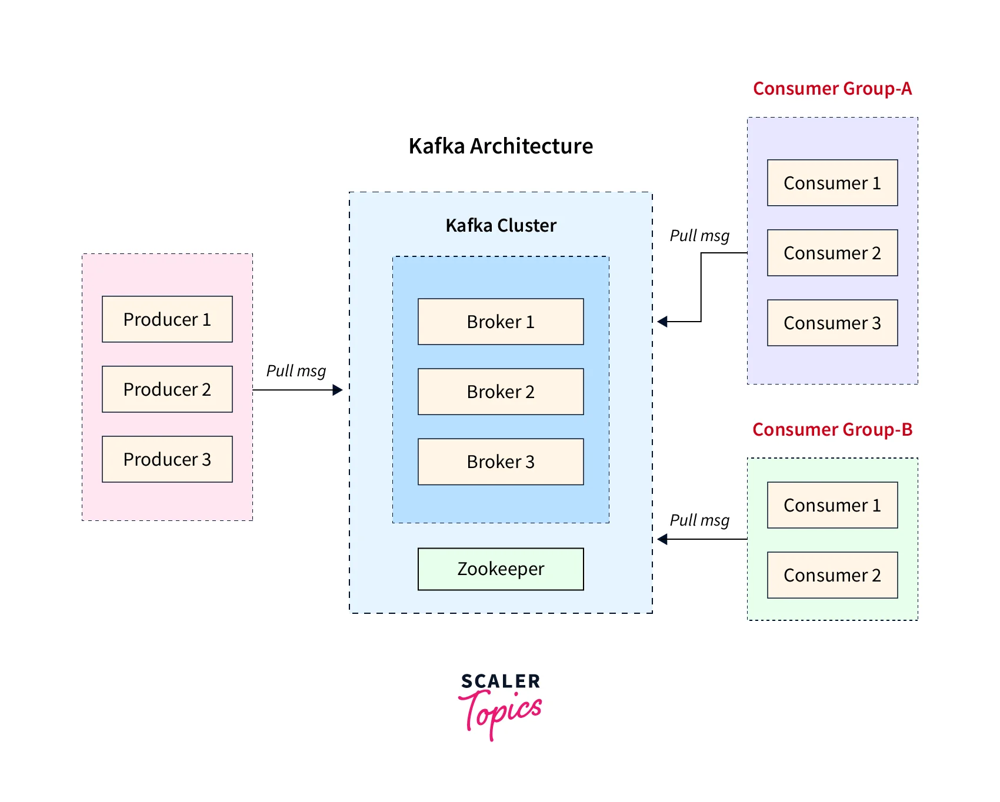 Kafka Architecture
Producer 1
Producer 2
Producer 3
Pull msg
Kafka Cluster
Broker 1
Broker 2
Broker 3
Zookeeper
Consumer Group-A
Consumer 1
Consumer 2
Consumer 3
Pull msg
Consumer Group-B
Consumer 1
Consumer 2
Pull msg
SCALER
Topics